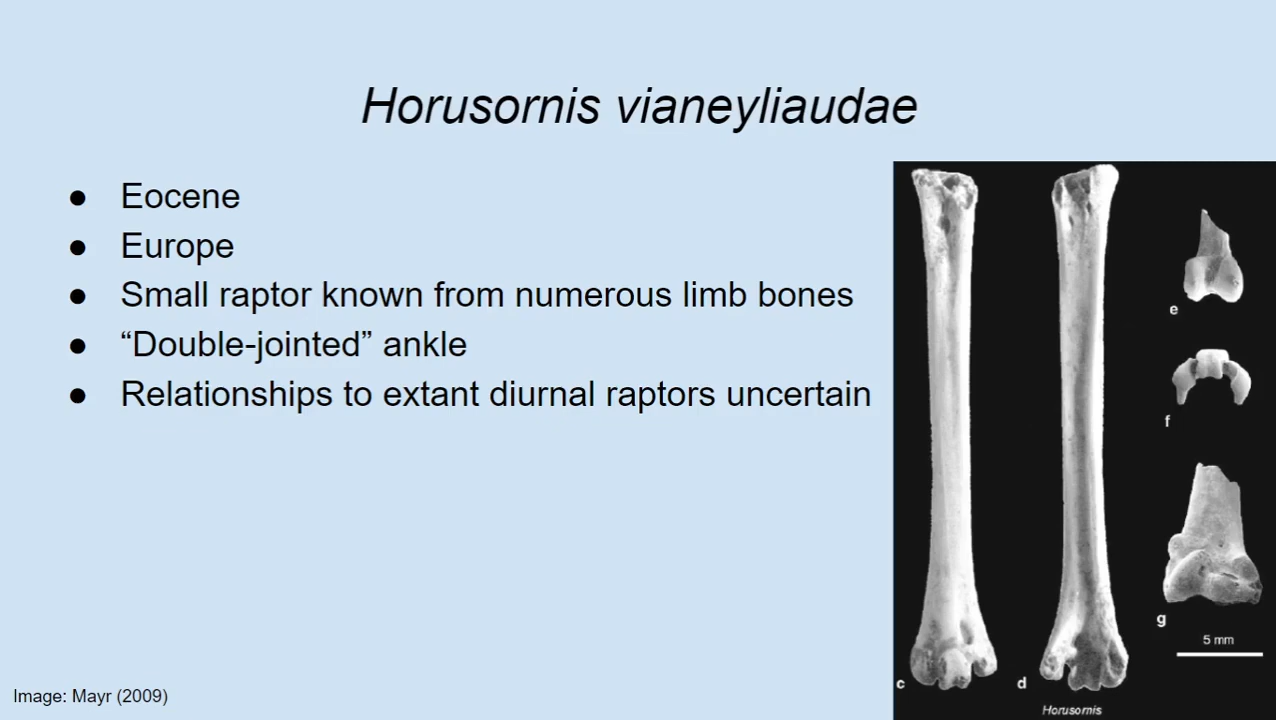 Horusornis vianeyliaudae
● Eocene
● Europe
● Small raptor known from numerous limb bones
● “Double-jointed” ankle
● Relationships to extant diurnal raptors uncertain
e
f
g
5 mm
c
d
Horusornis
Image: Mayr (2009)